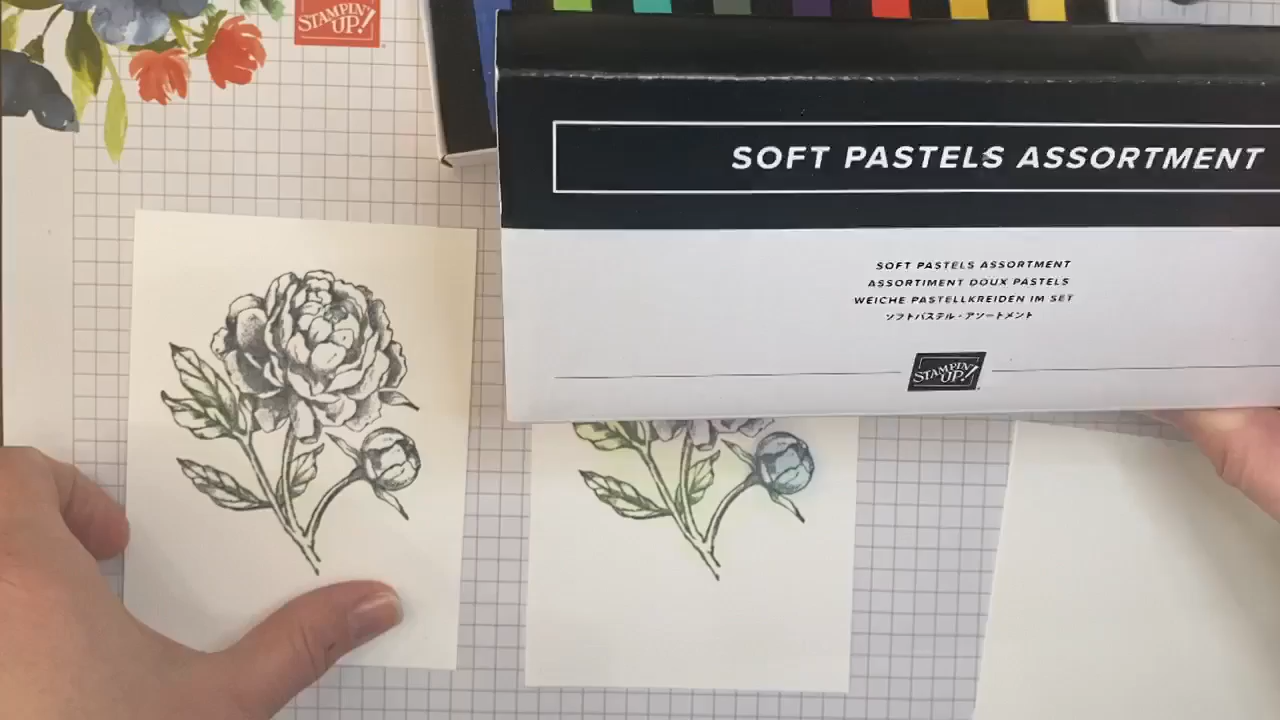 STAMPIN'
UP!
SOFT PASTELS ASSORTMENT
SOFT PASTELS ASSORTMENT
ASSORTIMENT DOUX PASTELS
WEICHE PASTELLKREIDEN IM SET
ソフトパステル・アソートメント
STAMPIN'
UP!